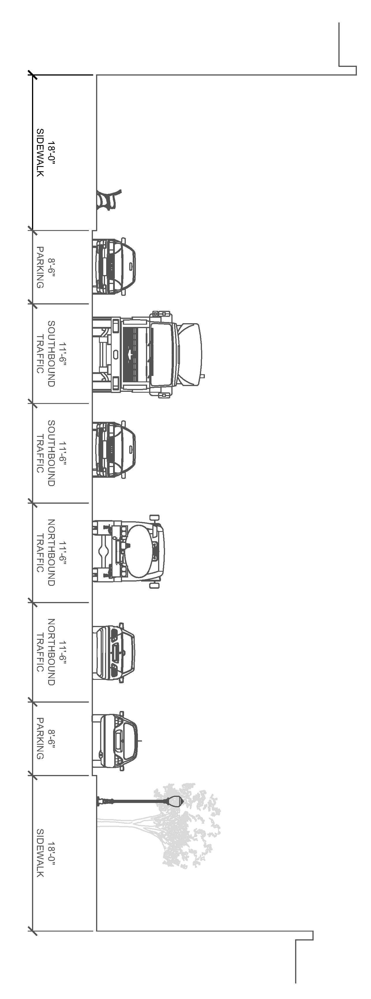 18'-0"
SIDEWALK
8'-6"
PARKING
11'-6"
SOUTHBOUND
TRAFFIC
11'-6"
SOUTHBOUND
TRAFFIC
11'-6"
NORTHBOUND
TRAFFIC
11'-6"
NORTHBOUND
TRAFFIC
8'-6"
PARKING
18'-0"
SIDEWALK